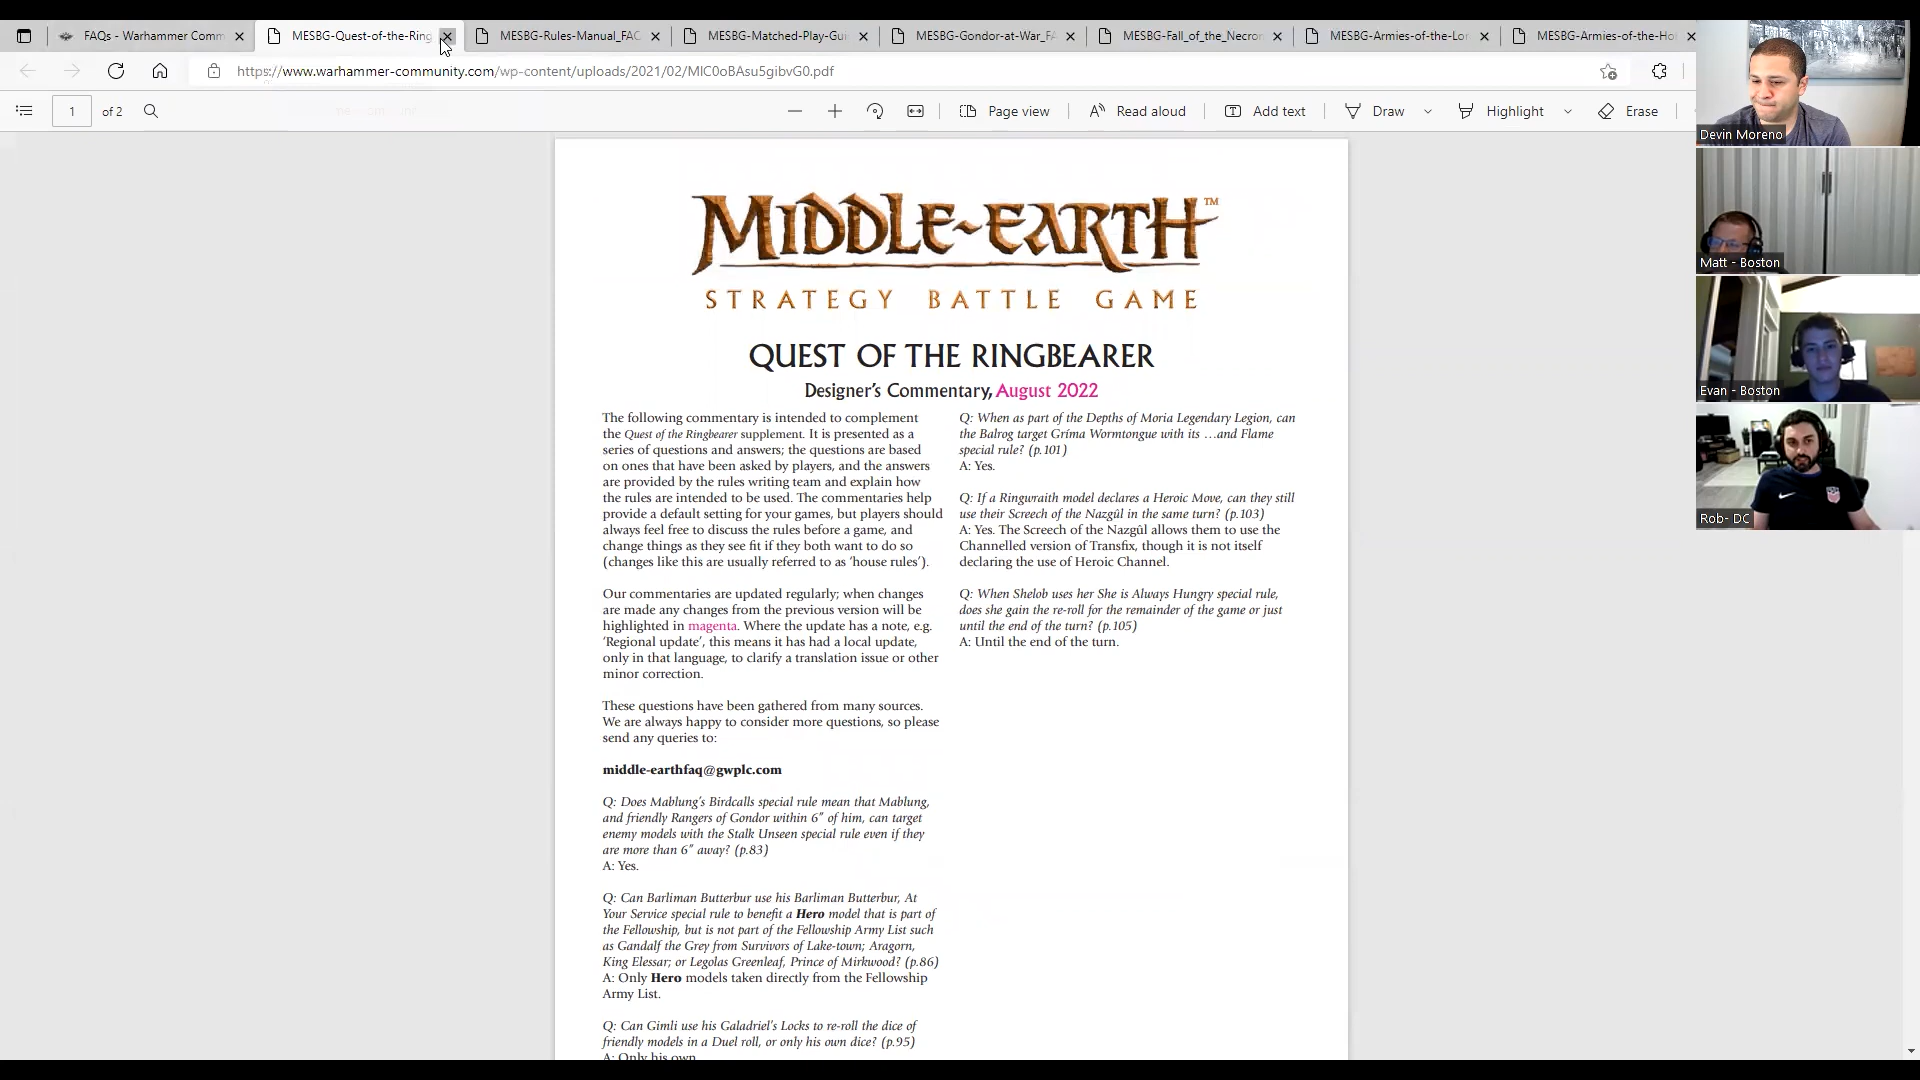 FAQs - Warhammer Comm
MESBG-Quest-of-the-Ring
MESBG-Rules-Manual_FAC
MESBG-Matched-Play-Gui
MESBG-Gondor-at-War_FA
MESBG-Fall_of_the_Necron
MESBG-Armies-of-the-Lor
MESBG-Armies-of-the-Ho
https://www.warhammer-community.com/wp-content/uploads/2021/02/MIC0oBAsu5gibvG0.pdf
1 of 2
Page view
Read aloud
Add text
Draw
Highlight
Erase
Devin Moreno
Matt - Boston
Evan - Boston
Rob- DC
MIDDLE-EARTH™
STRATEGY BATTLE GAME
QUEST OF THE RINGBEARER
Designer's Commentary, August 2022
The following commentary is intended to complement
the Quest of the Ringbearer supplement. It is presented as a
series of questions and answers; the questions are based
on ones that have been asked by players, and the answers
are provided by the rules writing team and explain how
the rules are intended to be used. The commentaries help
provide a default setting for your games, but players should
always feel free to discuss the rules before a game, and
change things as they see fit if they both want to do so
(changes like this are usually referred to as ‘house rules’).
Our commentaries are updated regularly; when changes
are made any changes from the previous version will be
highlighted in magenta. Where the update has a note, e.g.
‘Regional update’, this means it has had a local update,
only in that language, to clarify a translation issue or other
minor correction.
These questions have been gathered from many sources.
We are always happy to consider more questions, so please
send any queries to:
middle-earthfaq@gwplc.com
Q: Does Mablung’s Birdcalls special rule mean that Mablung,
and friendly Rangers of Gondor within 6” of him, can target
enemy models with the Stalk Unseen special rule even if they
are more than 6” away? (p.83)
A: Yes.
Q: Can Barliman Butterbur use his Barliman Butterbur, At
Your Service special rule to benefit a Hero model that is part of
the Fellowship, but is not part of the Fellowship Army List such
as Gandalf the Grey from Survivors of Lake-town; Aragorn,
King Elessar; or Legolas Greenleaf, Prince of Mirkwood? (p.86)
A: Only Hero models taken directly from the Fellowship
Army List.
Q: Can Gimli use his Galadriel’s Locks to re-roll the dice of
friendly models in a Duel roll, or only his own dice? (p.95)
A: Only his own.
Q: When as part of the Depths of Moria Legendary Legion, can
the Balrog target Gríma Wormtongue with its …and Flame
special rule? (p.101)
A: Yes.
Q: If a Ringwraith model declares a Heroic Move, can they still
use their Screech of the Nazgûl in the same turn? (p.103)
A: Yes. The Screech of the Nazgûl allows them to use the
Channelled version of Transfix, though it is not itself
declaring the use of Heroic Channel.
Q: When Shelob uses her She is Always Hungry special rule,
does she gain the re-roll for the remainder of the game or just
until the end of the turn? (p.105)
A: Until the end of the turn.